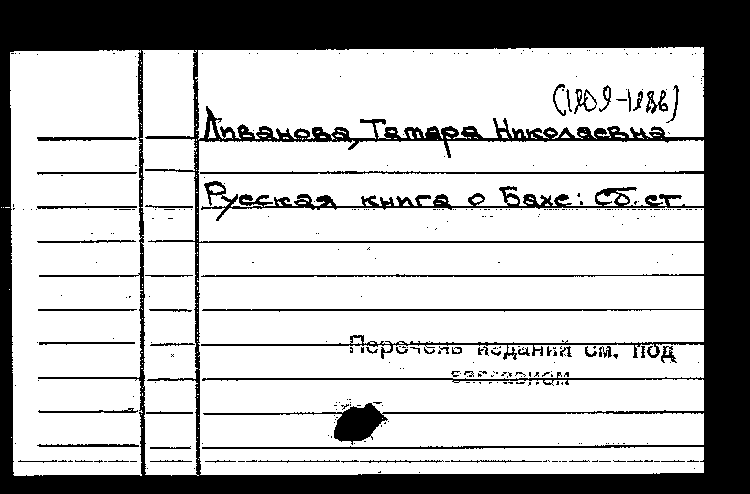 (1909-1986)
Ливанова, Тамара Николаевна
Русская книга о Бахе: Сб. ст.
Перечень изданий см. под
заглавием